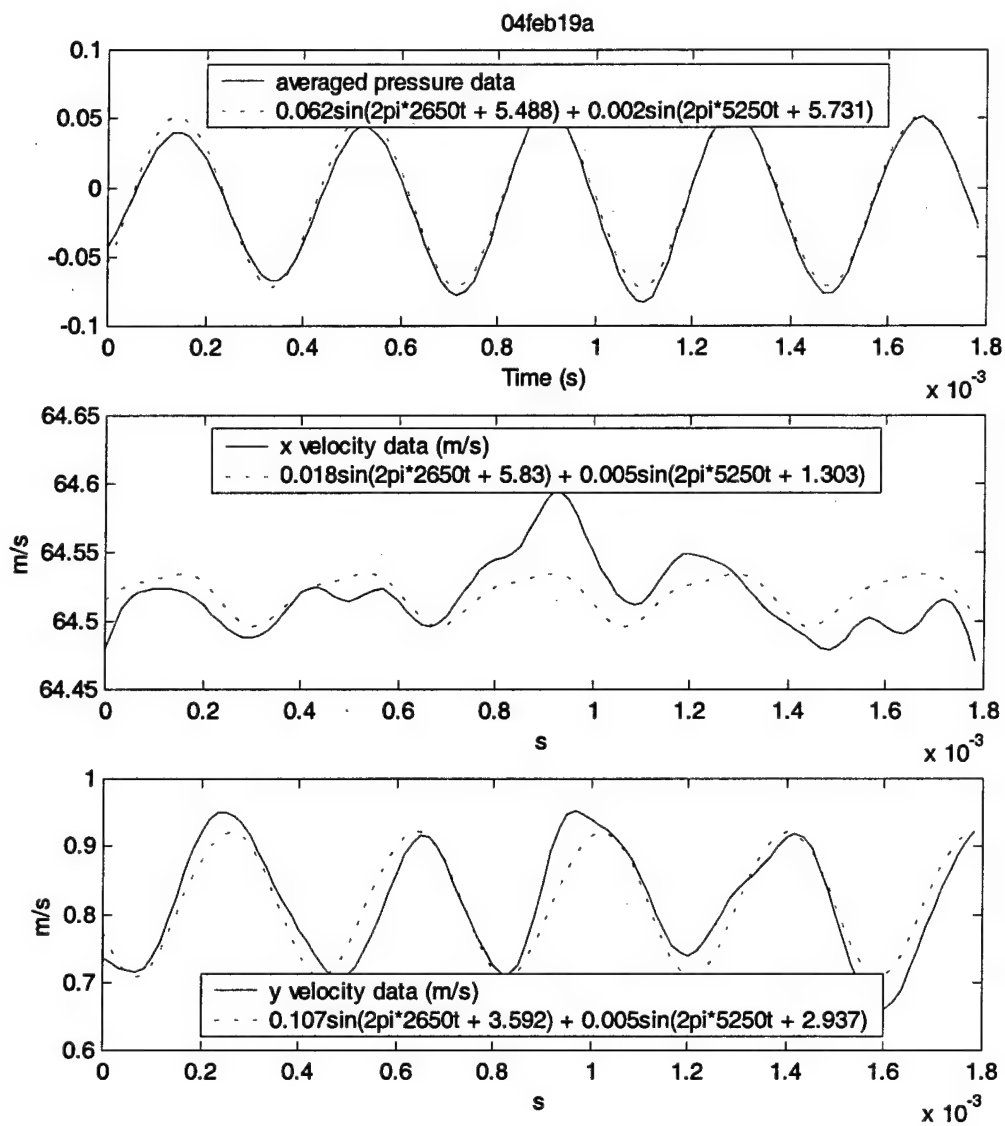 04feb19a
0.1
0.05
0
-0.05
-0.1
averaged pressure data
0.062sin(2pi*2650t + 5.488) + 0.002sin(2pi*5250t + 5.731)
0 0.2 0.4 0.6 0.8 1 1.2 1.4 1.6 1.8
Time (s)
x 10-3
64.65
64.6
64.55
64.5
64.45
m/s
x velocity data (m/s)
0.018sin(2pi*2650t + 5.83) + 0.005sin(2pi*5250t + 1.303)
0 0.2 0.4 0.6 0.8 1 1.2 1.4 1.6 1.8
s
x 10-3
1
0.9
0.8
0.7
0.6
m/s
y velocity data (m/s)
0.107sin(2pi*2650t + 3.592) + 0.005sin(2pi*5250t + 2.937)
0 0.2 0.4 0.6 0.8 1 1.2 1.4 1.6 1.8
s
x 10-3